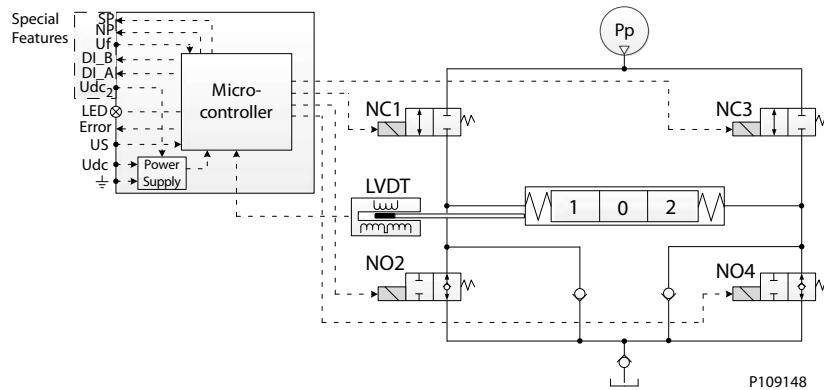 Special
Features
SP
NP
Uf
DI_B
DI_A
Udc2
LED
Error
US
Udc
Micro-
controller
Power
Supply
Pp
NC1
NC3
LVDT
1 0 2
NO2
NO4
P109148